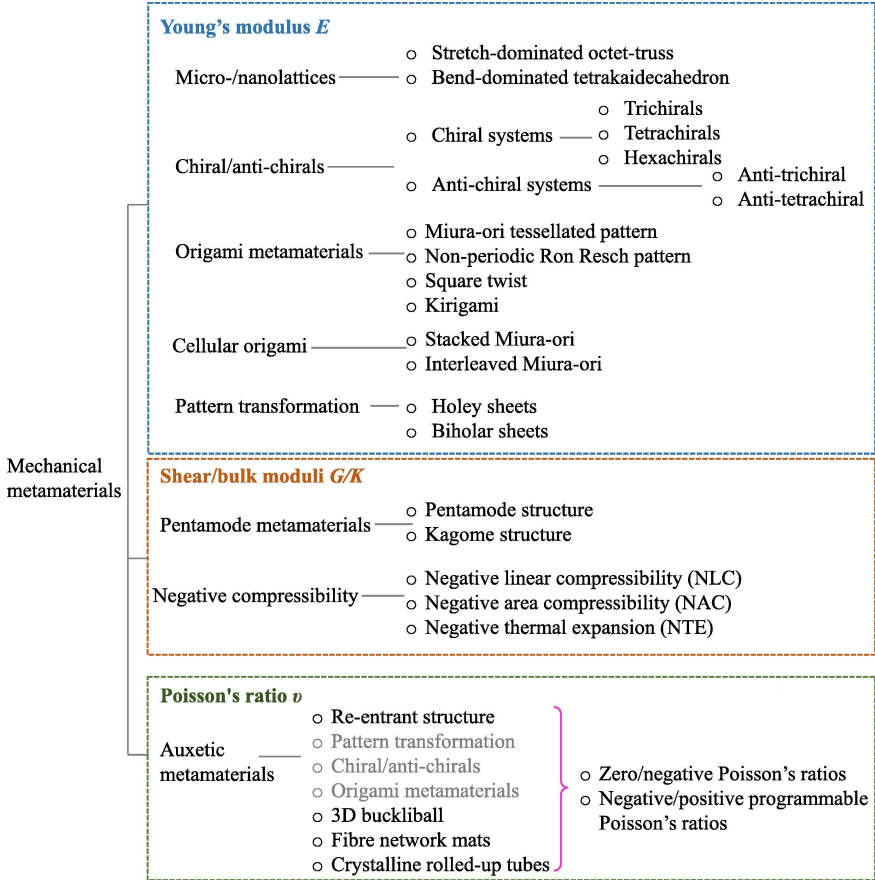 Young's modulus E
Micro-/nanolattices
○ Stretch-dominated octet-truss
○ Bend-dominated tetrakaidecahedron
Chiral/anti-chirals
○ Chiral systems
○ Trichirals
○ Tetrachirals
○ Hexachirals
○ Anti-chiral systems
○ Anti-trichiral
○ Anti-tetrachiral
Origami metamaterials
○ Miura-ori tessellated pattern
○ Non-periodic Ron Resch pattern
○ Square twist
○ Kirigami
Cellular origami
○ Stacked Miura-ori
○ Interleaved Miura-ori
Pattern transformation
○ Holey sheets
○ Biholar sheets
Mechanical
metamaterials
Shear/bulk moduli G/K
Pentamode metamaterials
○ Pentamode structure
○ Kagome structure
Negative compressibility
○ Negative linear compressibility (NLC)
○ Negative area compressibility (NAC)
○ Negative thermal expansion (NTE)
Poisson's ratio υ
Auxetic
metamaterials
○ Re-entrant structure
○ Pattern transformation
○ Chiral/anti-chirals
○ Origami metamaterials
○ 3D buckliball
○ Fibre network mats
○ Crystalline rolled-up tubes
○ Zero/negative Poisson's ratios
○ Negative/positive programmable
Poisson's ratios